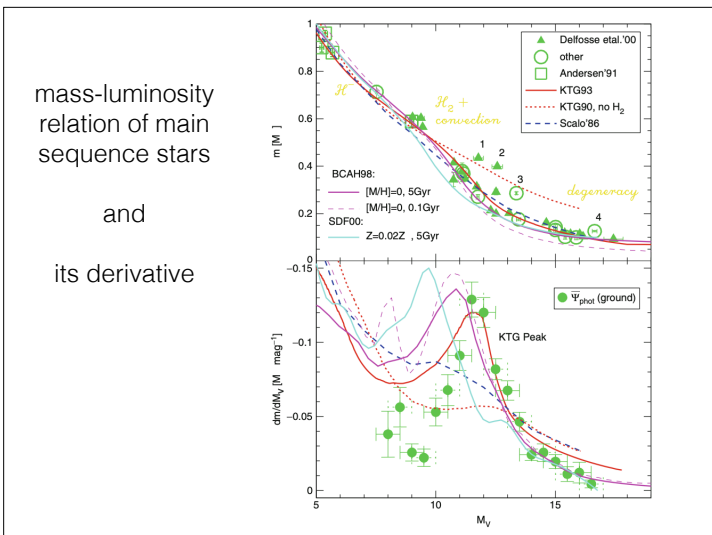 mass-luminosity
relation of main
sequence stars
and
its derivative
1
0.8
0.6
0.4
0.2
0
m [M ]
H⁻
H₂ +
convection
degeneracy
1
2
3
4
Delfosse etal.'00
other
Andersen'91
KTG93
KTG90, no H₂
Scalo'86
BCAH98:
[M/H]=0, 5Gyr
[M/H]=0, 0.1Gyr
SDF00:
Z=0.02Z , 5Gyr
−0.15
−0.1
−0.05
0
dm/dMᵥ [M mag⁻¹]
Ψphot (ground)
KTG Peak
5
10
15
Mᵥ